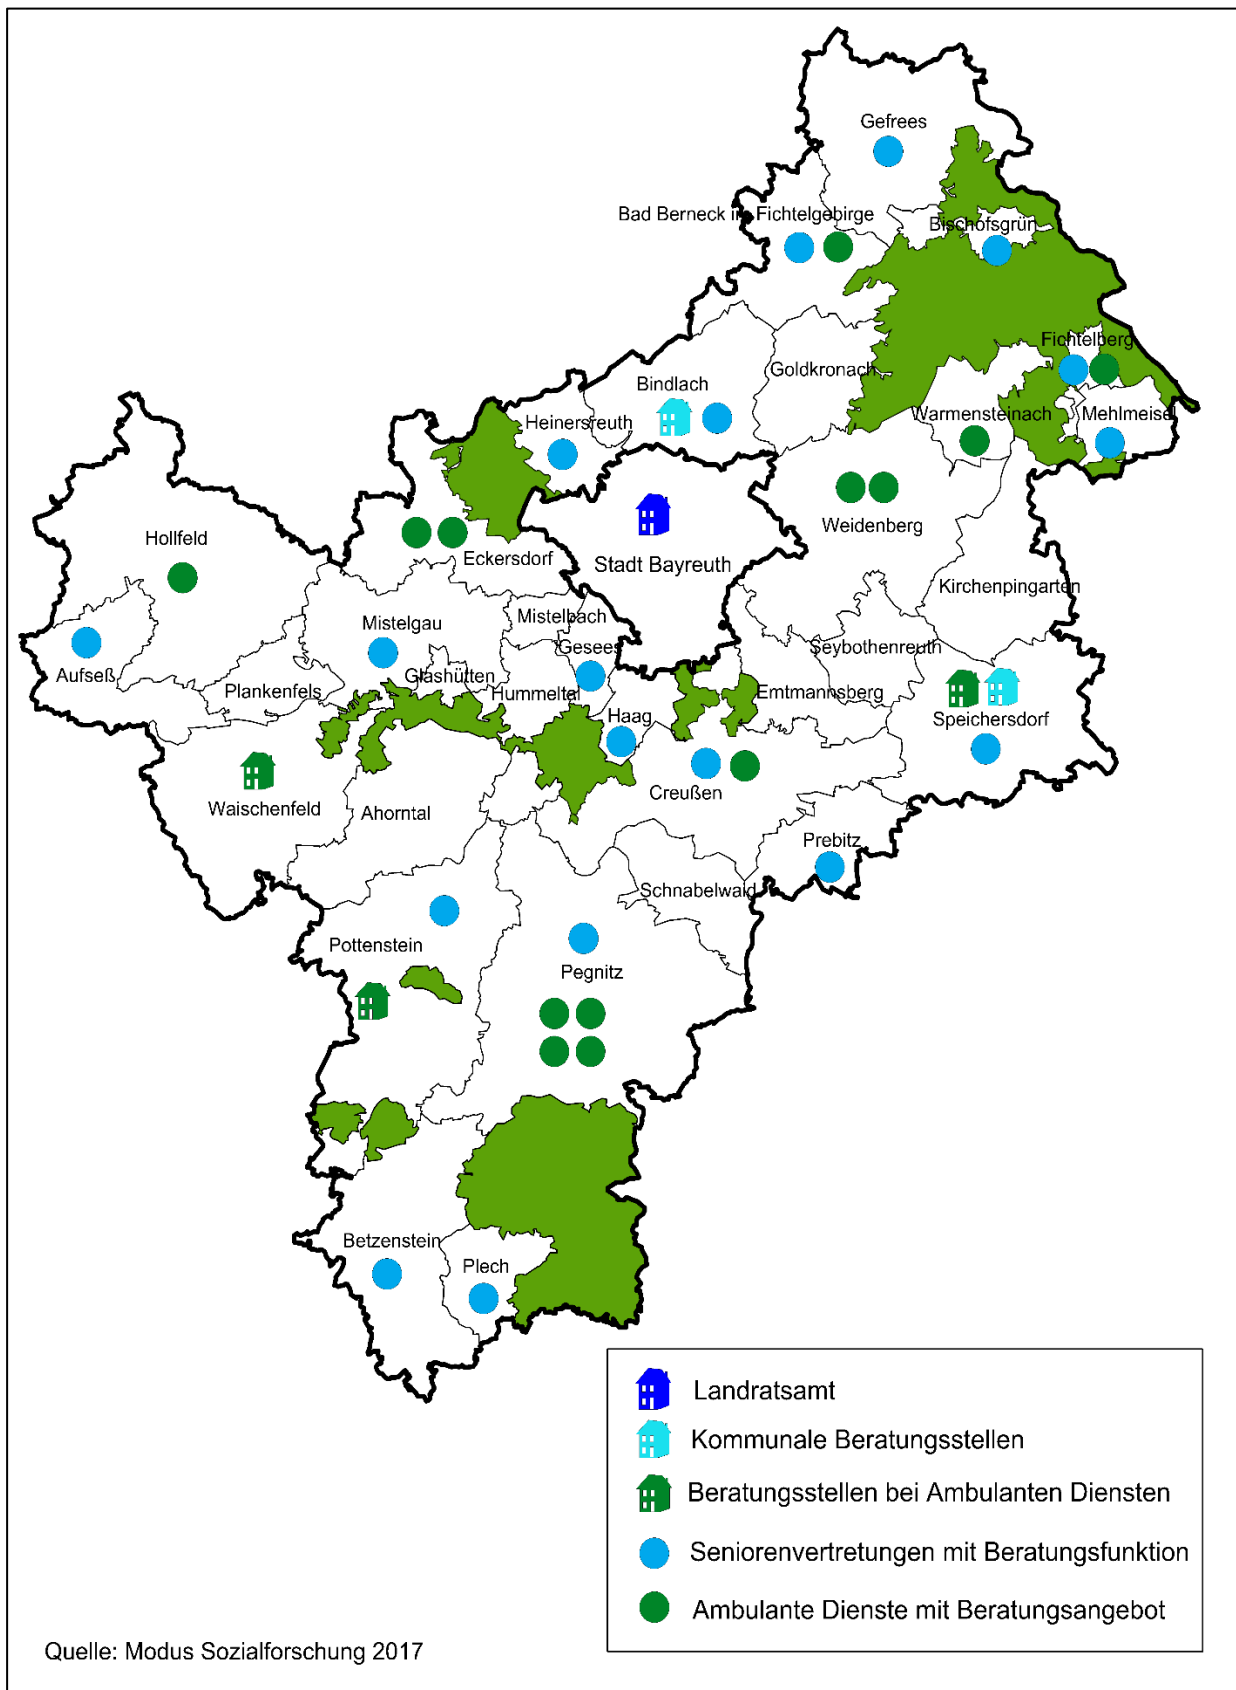 Gefrees
Bad Berneck im Fichtelgebirge
Bischofsgrün
Fichtelberg
Goldkronach
Bindlach
Warmensteinach
Mehlmeisel
Heinersreuth
Weidenberg
Hollfeld
Eckersdorf
Stadt Bayreuth
Kirchenpingarten
Mistelbach
Mistelgau
Gesees
Seybothenreuth
Aufseß
Glashütten
Plankenfels
Hummeltal
Emtmannsberg
Haag
Speichersdorf
Creußen
Waischenfeld
Ahorntal
Prebitz
Schnabelwaid
Pottenstein
Pegnitz
Betzenstein
Plech
Landratsamt
Kommunale Beratungsstellen
Beratungsstellen bei Ambulanten Diensten
Seniorenvertretungen mit Beratungsfunktion
Ambulante Dienste mit Beratungsangebot
Quelle: Modus Sozialforschung 2017